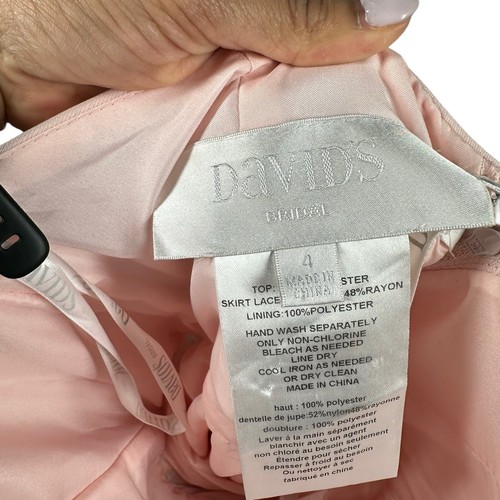 DAVID'S
BRIDAL
4
MADE IN
CHINA
TOP: ESTER
SKIRT LACE 48%RAYON
LINING:100%POLYESTER
HAND WASH SEPARATELY
ONLY NON-CHLORINE
BLEACH AS NEEDED
LINE DRY
COOL IRON AS NEEDED
OR DRY CLEAN
MADE IN CHINA
haut : 100% polyester
dentelle de jupe:52%nylon48%rayonne
doublure : 100% polyester
Laver à la main séparément
blanchir avec un agent
non chloré au besoin seulement
Étendre pour sécher
Repasser à froid au besoin
Ou nettoyer à sec
fabriqué en chine
DAVID'S